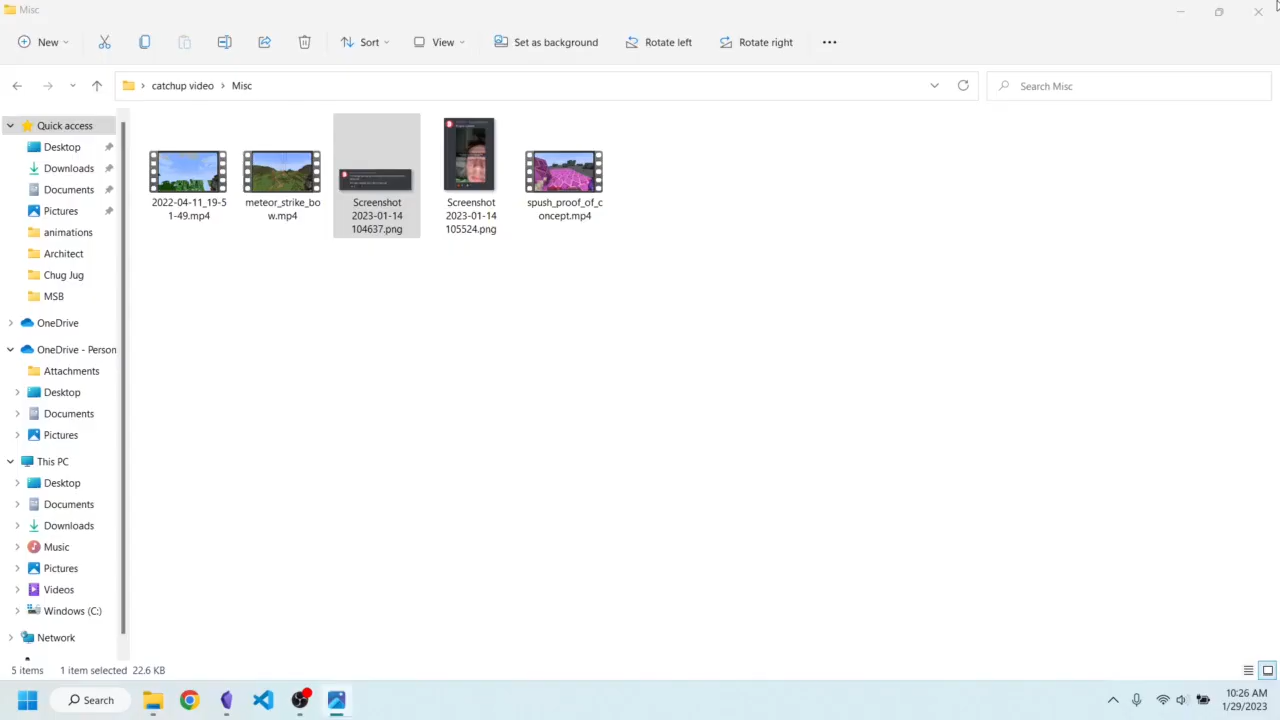 Misc
New
Sort
View
Set as background
Rotate left
Rotate right
catchup video
Misc
Search Misc
Quick access
Desktop
Downloads
Documents
Pictures
animations
Architect
Chug Jug
MSB
OneDrive
OneDrive - Person
Attachments
Desktop
Documents
Pictures
This PC
Desktop
Documents
Downloads
Music
Pictures
Videos
Windows (C:)
Network
2022-04-11_19-5
1-49.mp4
meteor_strike_bo
w.mp4
Screenshot
2023-01-14
104637.png
Screenshot
2023-01-14
105524.png
spush_proof_of_c
oncept.mp4
5 items
1 item selected 22.6 KB
Search
10:26 AM
1/29/2023